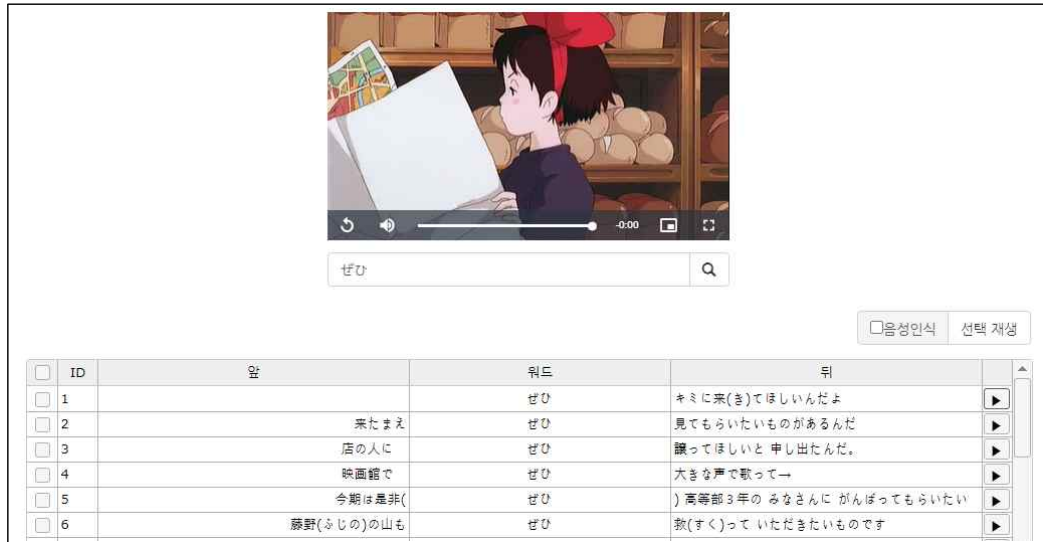 -0:00
ぜひ
음성인식 선택 재생
ID 앞 워드 뒤
1 ぜひ キミに来(き)てほしいんだよ
2 来たまえ ぜひ 見てもらいたいものがあるんだ
3 店の人に ぜひ 譲ってほしいと 申し出たんだ。
4 映画館で ぜひ 大きな声で歌って→
5 今期は是非( ぜひ ) 高等部3年の みなさんに がんばってもらいたい
6 藤野(ふじの)の山も ぜひ 救(すく)って いただきたいものです